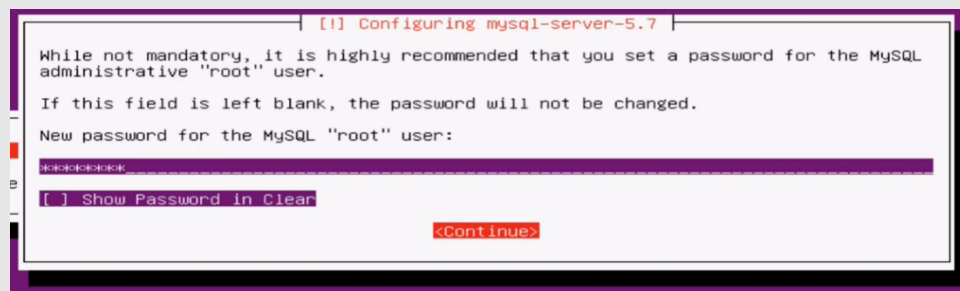 [!] Configuring mysql-server-5.7
While not mandatory, it is highly recommended that you set a password for the MySQL
administrative "root" user.
If this field is left blank, the password will not be changed.
New password for the MySQL "root" user:
********
[ ] Show Password in Clear
<Continue>
e